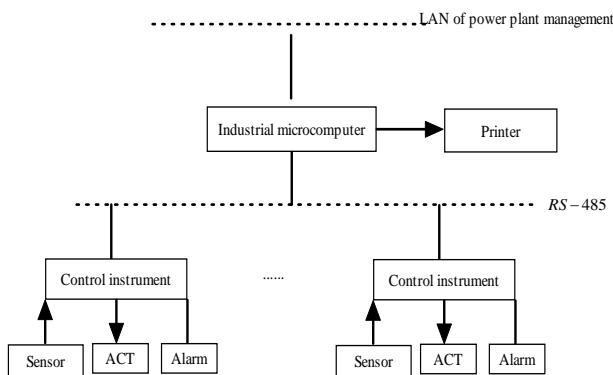 LAN of power plant management
Industrial microcomputer
Printer
RS-485
Control instrument
......
Control instrument
Sensor
ACT
Alarm
Sensor
ACT
Alarm